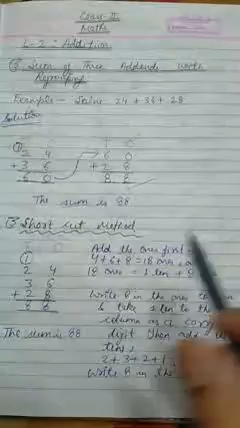 Class-II
Maths
L-2 : Addition
Sum of Three Addends with
Regrouping
Example - Solve 24 + 36 + 28
Solution
T O
① 2 4 6 0
+ 3 6 + 2 8
6 0 8 8
The sum is 88
Short cut Method
Add the ones first
① 4+6+8 = 18 ones
2 4 18 ones = 1 ten + 8
3 6
+ 2 8 Write 8 in the ones
8 8 & take 1 ten to the
column as a carry
The sum is 88 digit then add
tens
2+3+2+1
Write 8 in the